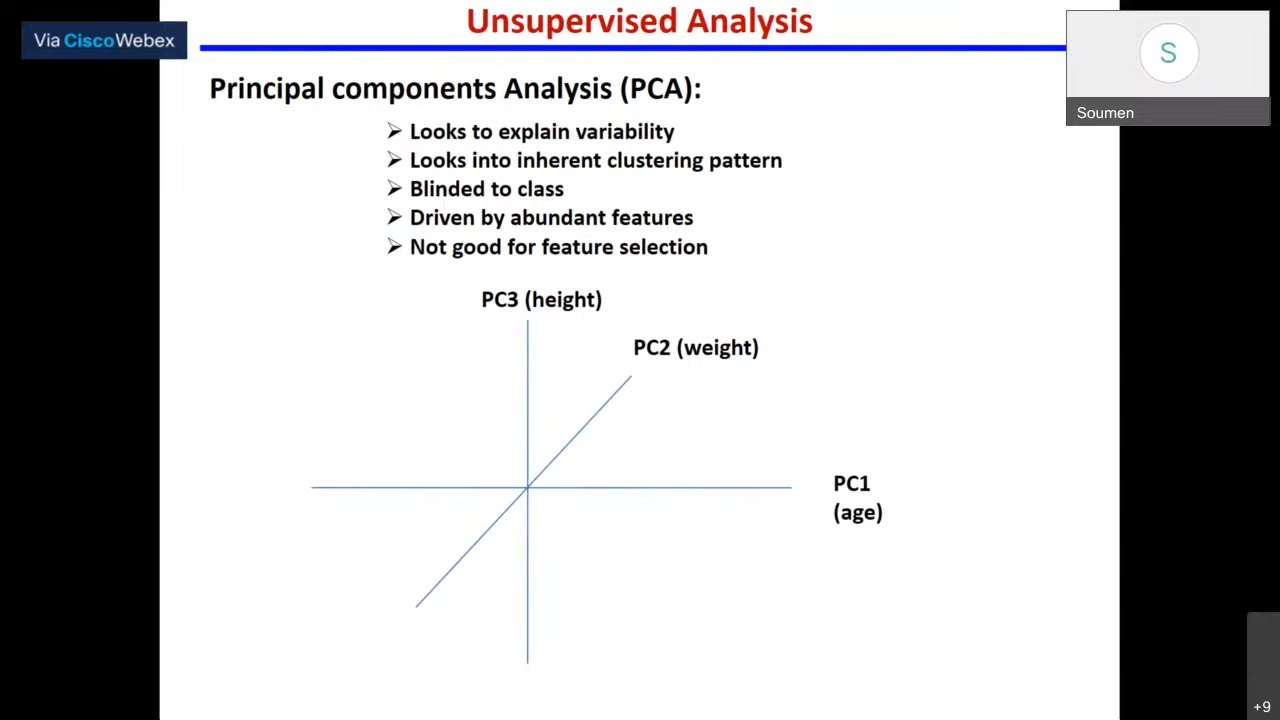 Unsupervised Analysis
Via CiscoWebex
S
Soumen
Principal components Analysis (PCA):
Looks to explain variability
Looks into inherent clustering pattern
Blinded to class
Driven by abundant features
Not good for feature selection
PC3 (height)
PC2 (weight)
PC1
(age)
+9